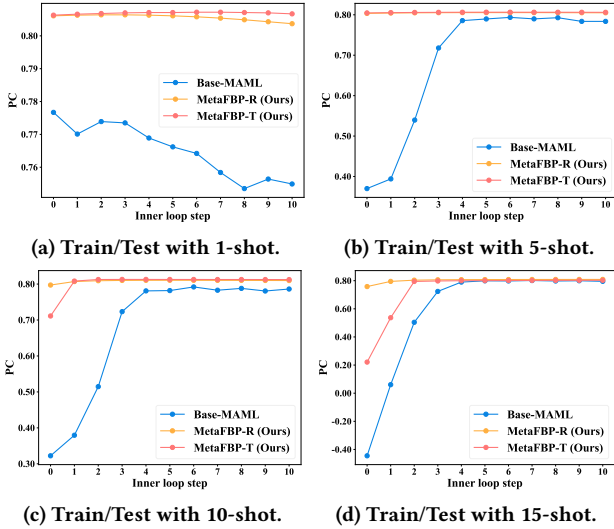 0.80
0.79
0.78
0.77
0.76
PC
Base-MAML
MetaFBP-R (Ours)
MetaFBP-T (Ours)
0 1 2 3 4 5 6 7 8 9 10
Inner loop step
(a) Train/Test with 1-shot.
0.80
0.70
0.60
0.50
0.40
PC
Base-MAML
MetaFBP-R (Ours)
MetaFBP-T (Ours)
0 1 2 3 4 5 6 7 8 9 10
Inner loop step
(b) Train/Test with 5-shot.
0.80
0.70
0.60
0.50
0.40
0.30
PC
Base-MAML
MetaFBP-R (Ours)
MetaFBP-T (Ours)
0 1 2 3 4 5 6 7 8 9 10
Inner loop step
(c) Train/Test with 10-shot.
0.80
0.60
0.40
0.20
0.00
-0.20
-0.40
PC
Base-MAML
MetaFBP-R (Ours)
MetaFBP-T (Ours)
0 1 2 3 4 5 6 7 8 9 10
Inner loop step
(d) Train/Test with 15-shot.